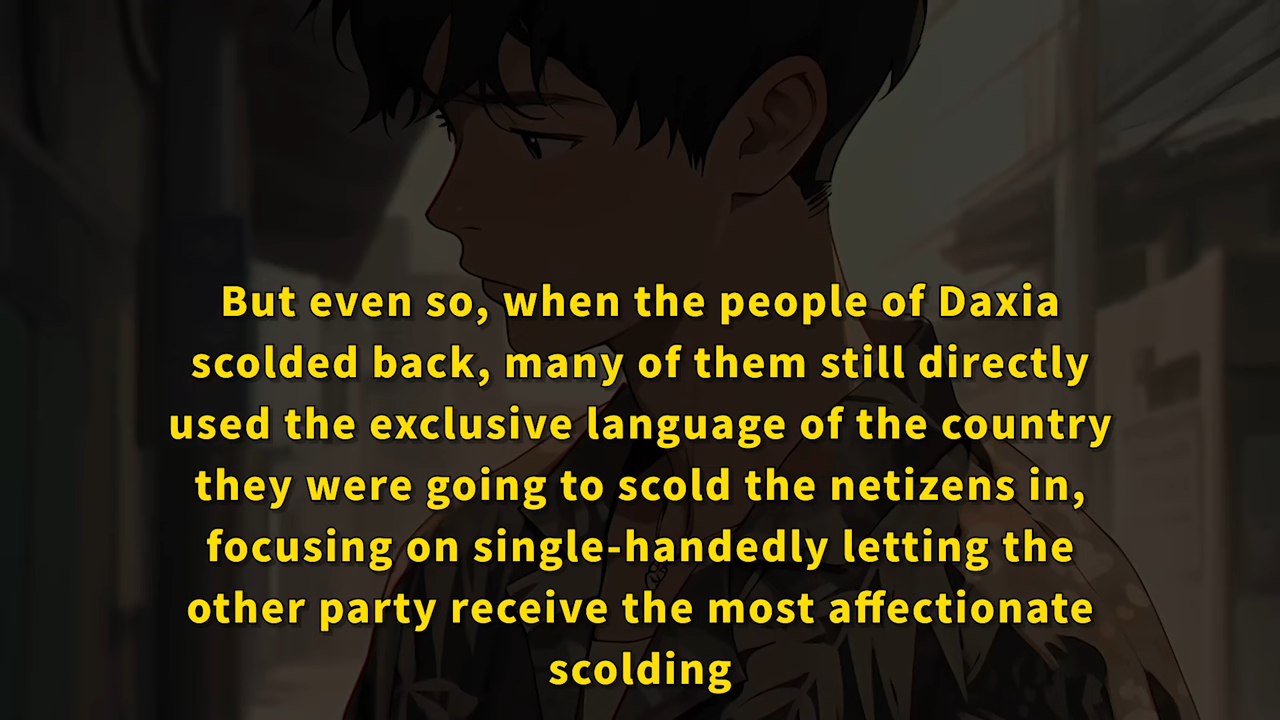 But even so, when the people of Daxia
scolded back, many of them still directly
used the exclusive language of the country
they were going to scold the netizens in,
focusing on single-handedly letting the
other party receive the most affectionate
scolding